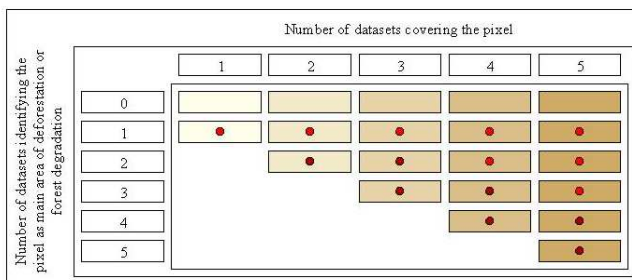 Number of datasets covering the pixel
1 2 3 4 5
Number of datasets identifying the
pixel as main area of deforestation or
forest degradation
0
1
2
3
4
5